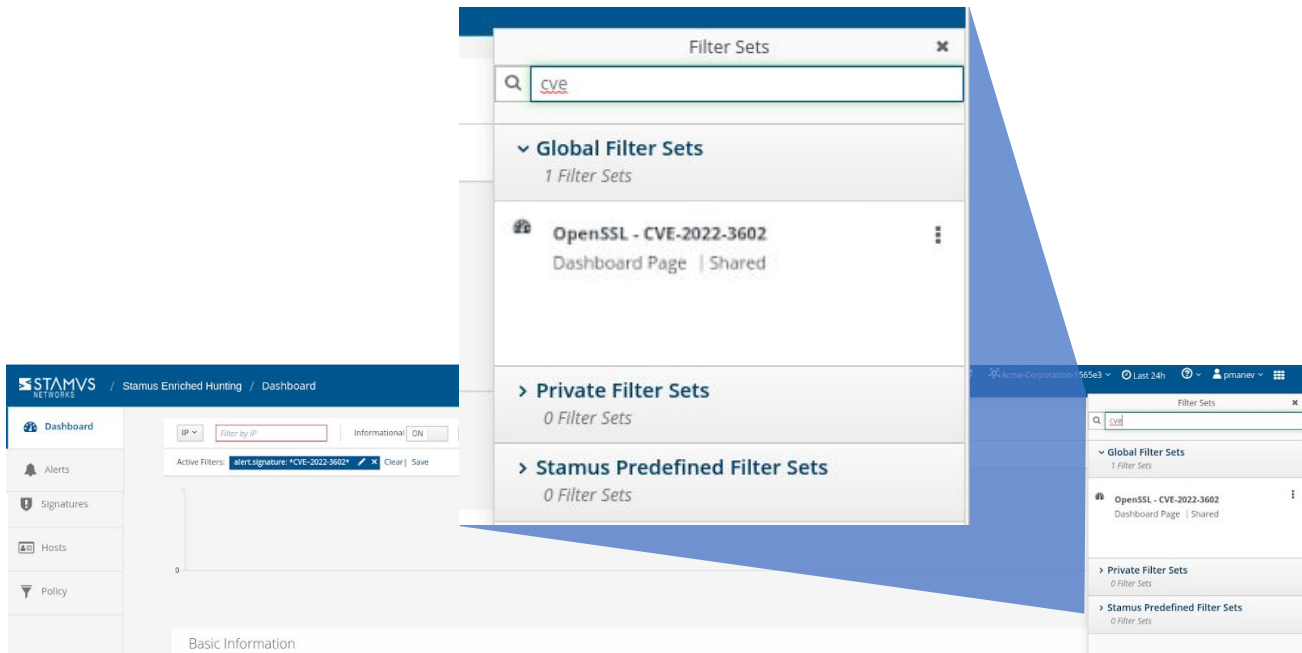 Filter Sets ✖
cve
Global Filter Sets
1 Filter Sets
OpenSSL - CVE-2022-3602
Dashboard Page | Shared
Private Filter Sets
0 Filter Sets
Stamus Predefined Filter Sets
0 Filter Sets
STAMVS NETWORKS / Stamus Enriched Hunting / Dashboard
Acme-Corporation-1565e3 Last 24h pmanev
Dashboard
Alerts
Signatures
Hosts
Policy
IP Filter by IP Informational ON
Active Filters: alert.signature: *CVE-2022-3602* Clear| Save
0
Basic Information
Filter Sets ✖
cve
Global Filter Sets
1 Filter Sets
OpenSSL - CVE-2022-3602
Dashboard Page | Shared
Private Filter Sets
0 Filter Sets
Stamus Predefined Filter Sets
0 Filter Sets